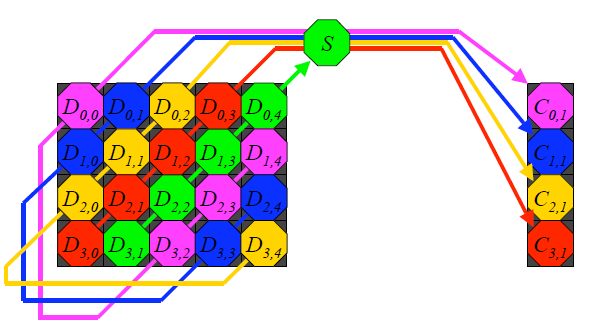 S
D0,0 D0,1 D0,2 D0,3 D0,4 C0,1
D1,0 D1,1 D1,2 D1,3 D1,4 C1,1
D2,0 D2,1 D2,2 D2,3 D2,4 C2,1
D3,0 D3,1 D3,2 D3,3 D3,4 C3,1